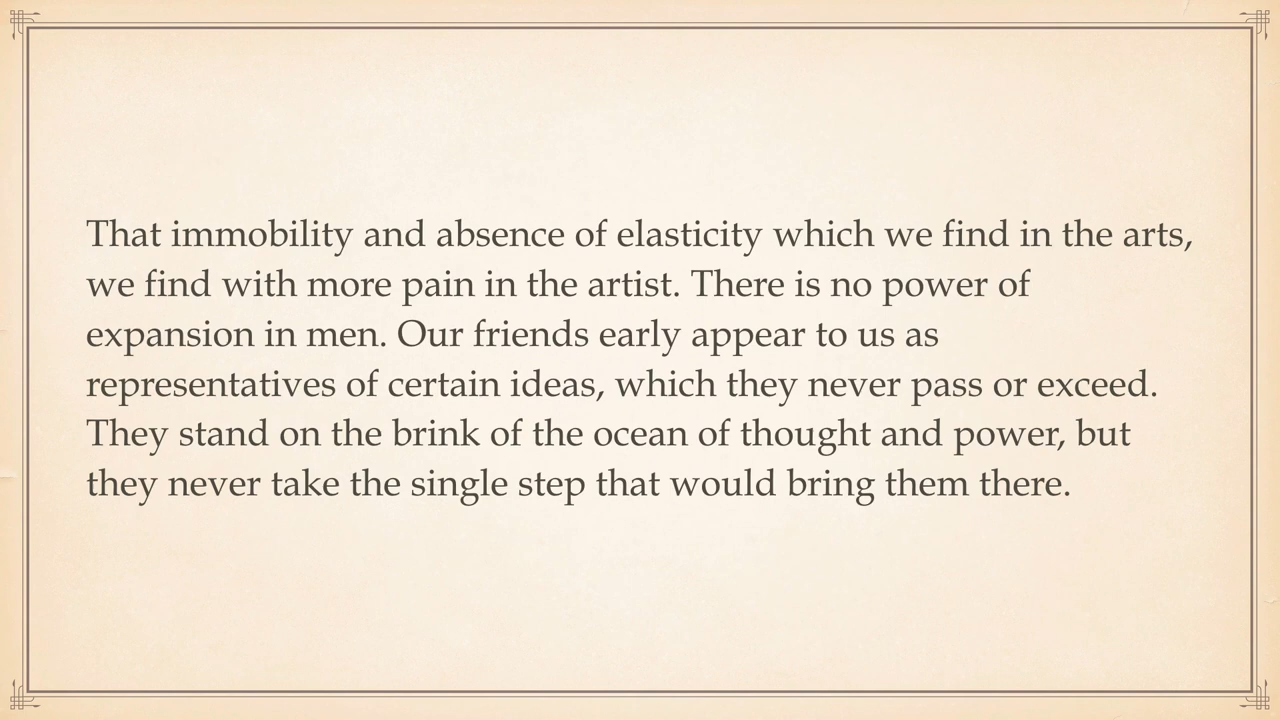 That immobility and absence of elasticity which we find in the arts,
we find with more pain in the artist. There is no power of
expansion in men. Our friends early appear to us as
representatives of certain ideas, which they never pass or exceed.
They stand on the brink of the ocean of thought and power, but
they never take the single step that would bring them there.